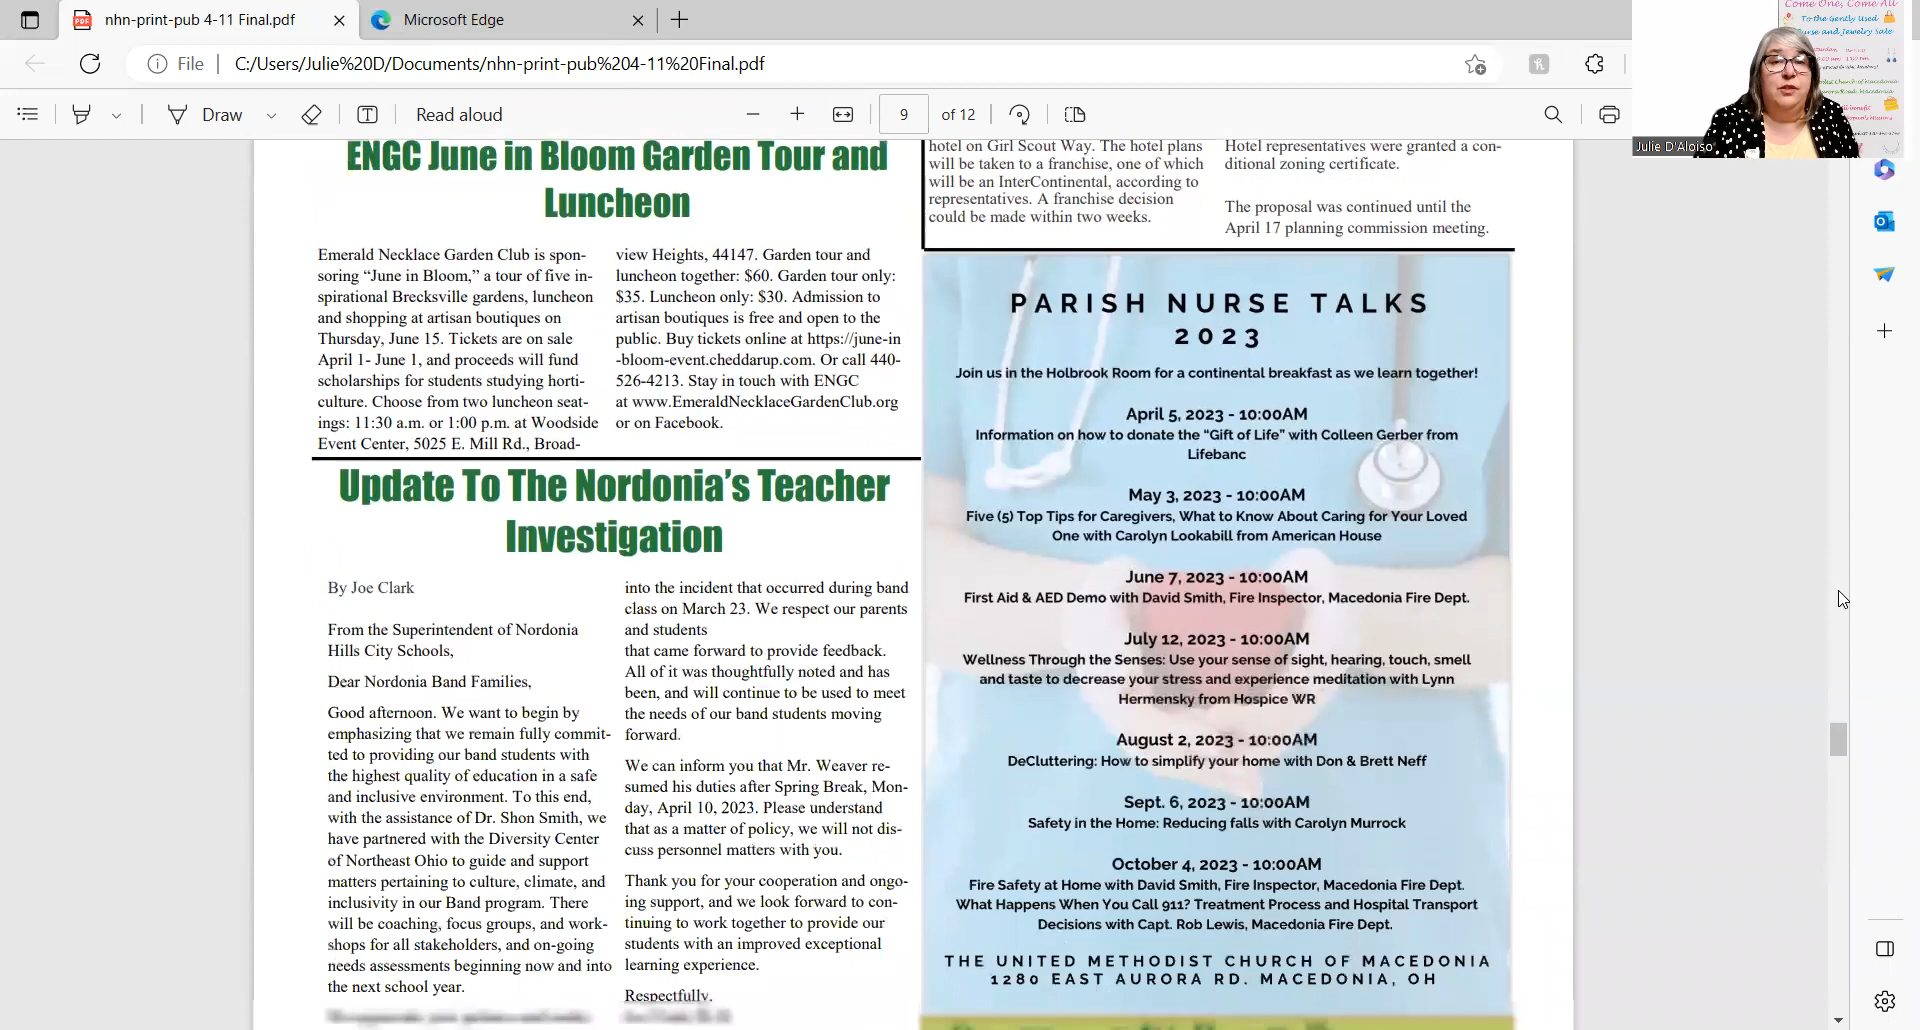 nhn-print-pub 4-11 Final.pdf
Microsoft Edge
File
C:/Users/Julie%20D/Documents/nhn-print-pub%204-11%20Final.pdf
Draw
Read aloud
9
of 12
Come One, Come All
To the Gently Used
Purse and Jewelry Sale
Julie D'Aloiso
ENGC June in Bloom Garden Tour and
Luncheon
Emerald Necklace Garden Club is spon-
soring “June in Bloom,” a tour of five in-
spirational Brecksville gardens, luncheon
and shopping at artisan boutiques on
Thursday, June 15. Tickets are on sale
April 1- June 1, and proceeds will fund
scholarships for students studying horti-
culture. Choose from two luncheon seat-
ings: 11:30 a.m. or 1:00 p.m. at Woodside
Event Center, 5025 E. Mill Rd., Broad-
view Heights, 44147. Garden tour and
luncheon together: $60. Garden tour only:
$35. Luncheon only: $30. Admission to
artisan boutiques is free and open to the
public. Buy tickets online at https://june-in
-bloom-event.cheddarup.com. Or call 440-
526-4213. Stay in touch with ENGC
at www.EmeraldNecklaceGardenClub.org
or on Facebook.
Update To The Nordonia’s Teacher
Investigation
By Joe Clark
From the Superintendent of Nordonia
Hills City Schools,
Dear Nordonia Band Families,
Good afternoon. We want to begin by
emphasizing that we remain fully commit-
ted to providing our band students with
the highest quality of education in a safe
and inclusive environment. To this end,
with the assistance of Dr. Shon Smith, we
have partnered with the Diversity Center
of Northeast Ohio to guide and support
matters pertaining to culture, climate, and
inclusivity in our Band program. There
will be coaching, focus groups, and work-
shops for all stakeholders, and on-going
needs assessments beginning now and into
the next school year.
into the incident that occurred during band
class on March 23. We respect our parents
and students
that came forward to provide feedback.
All of it was thoughtfully noted and has
been, and will continue to be used to meet
the needs of our band students moving
forward.
We can inform you that Mr. Weaver re-
sumed his duties after Spring Break, Mon-
day, April 10, 2023. Please understand
that as a matter of policy, we will not dis-
cuss personnel matters with you.
Thank you for your cooperation and ongo-
ing support, and we look forward to con-
tinuing to work together to provide our
students with an improved exceptional
learning experience.
Respectfully,
hotel on Girl Scout Way. The hotel plans
will be taken to a franchise, one of which
will be an InterContinental, according to
representatives. A franchise decision
could be made within two weeks.
Hotel representatives were granted a con-
ditional zoning certificate.
The proposal was continued until the
April 17 planning commission meeting.
PARISH NURSE TALKS
2023
Join us in the Holbrook Room for a continental breakfast as we learn together!
April 5, 2023 - 10:00AM
Information on how to donate the “Gift of Life” with Colleen Gerber from
Lifebanc
May 3, 2023 - 10:00AM
Five (5) Top Tips for Caregivers, What to Know About Caring for Your Loved
One with Carolyn Lookabill from American House
June 7, 2023 - 10:00AM
First Aid & AED Demo with David Smith, Fire Inspector, Macedonia Fire Dept.
July 12, 2023 - 10:00AM
Wellness Through the Senses: Use your sense of sight, hearing, touch, smell
and taste to decrease your stress and experience meditation with Lynn
Hermensky from Hospice WR
August 2, 2023 - 10:00AM
DeCluttering: How to simplify your home with Don & Brett Neff
Sept. 6, 2023 - 10:00AM
Safety in the Home: Reducing falls with Carolyn Murrock
October 4, 2023 - 10:00AM
Fire Safety at Home with David Smith, Fire Inspector, Macedonia Fire Dept.
What Happens When You Call 911? Treatment Process and Hospital Transport
Decisions with Capt. Rob Lewis, Macedonia Fire Dept.
THE UNITED METHODIST CHURCH OF MACEDONIA
1280 EAST AURORA RD. MACEDONIA, OH